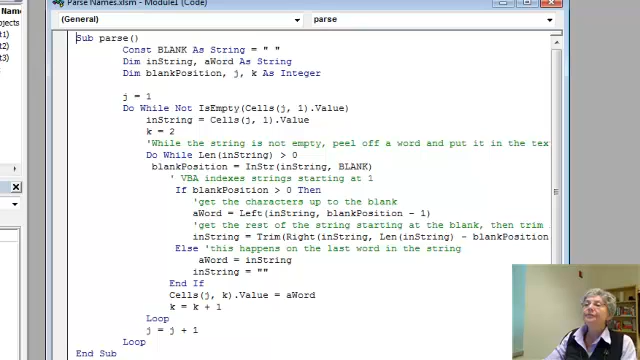 Parse Names.xlsm - Module1 (Code)
(General)
parse
Sub parse()
Const BLANK As String = " "
Dim inString, aWord As String
Dim blankPosition, j, k As Integer
j = 1
Do While Not IsEmpty(Cells(j, 1).Value)
inString = Cells(j, 1).Value
k = 2
'While the string is not empty, peel off a word and put it in the tex
Do While Len(inString) > 0
blankPosition = InStr(inString, BLANK)
' VBA indexes strings starting at 1
If blankPosition > 0 Then
'get the characters up to the blank
aWord = Left(inString, blankPosition - 1)
'get the rest of the string starting at the blank, then trim
inString = Trim(Right(inString, Len(inString) - blankPosition
Else 'this happens on the last word in the string
aWord = inString
inString = ""
End If
Cells(j, k).Value = aWord
k = k + 1
Loop
j = j + 1
Loop
End Sub
ojects
t1)
t2)
t3)